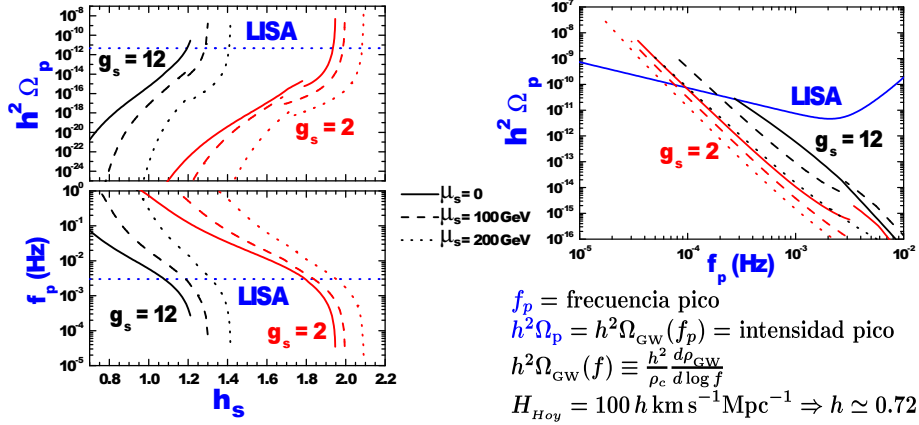 10⁻⁸
10⁻¹⁰
10⁻¹²
10⁻¹⁴
10⁻¹⁶
10⁻¹⁸
10⁻²⁰
10⁻²²
10⁻²⁴
h² Ω_p
LISA
g_s = 12
g_s = 2
10⁰
10⁻¹
10⁻²
10⁻³
10⁻⁴
10⁻⁵
f_p (Hz)
LISA
g_s = 12
g_s = 2
0.8 1.0 1.2 1.4 1.6 1.8 2.0 2.2
h_s
μ_s = 0
μ_s = 100 GeV
μ_s = 200 GeV
10⁻⁷
10⁻⁸
10⁻⁹
10⁻¹⁰
10⁻¹¹
10⁻¹²
10⁻¹³
10⁻¹⁴
10⁻¹⁵
10⁻¹⁶
h² Ω_p
LISA
g_s = 12
g_s = 2
10⁻⁵ 10⁻⁴ 10⁻³ 10⁻²
f_p (Hz)
f_p = frecuencia pico
h²Ω_p = h²Ω_GW(f_p) = intensidad pico
h²Ω_GW(f) ≡ h²/ρ_c dρ_GW/d log f
H_Hoy = 100 h km s⁻¹Mpc⁻¹ ⇒ h ≃ 0.72